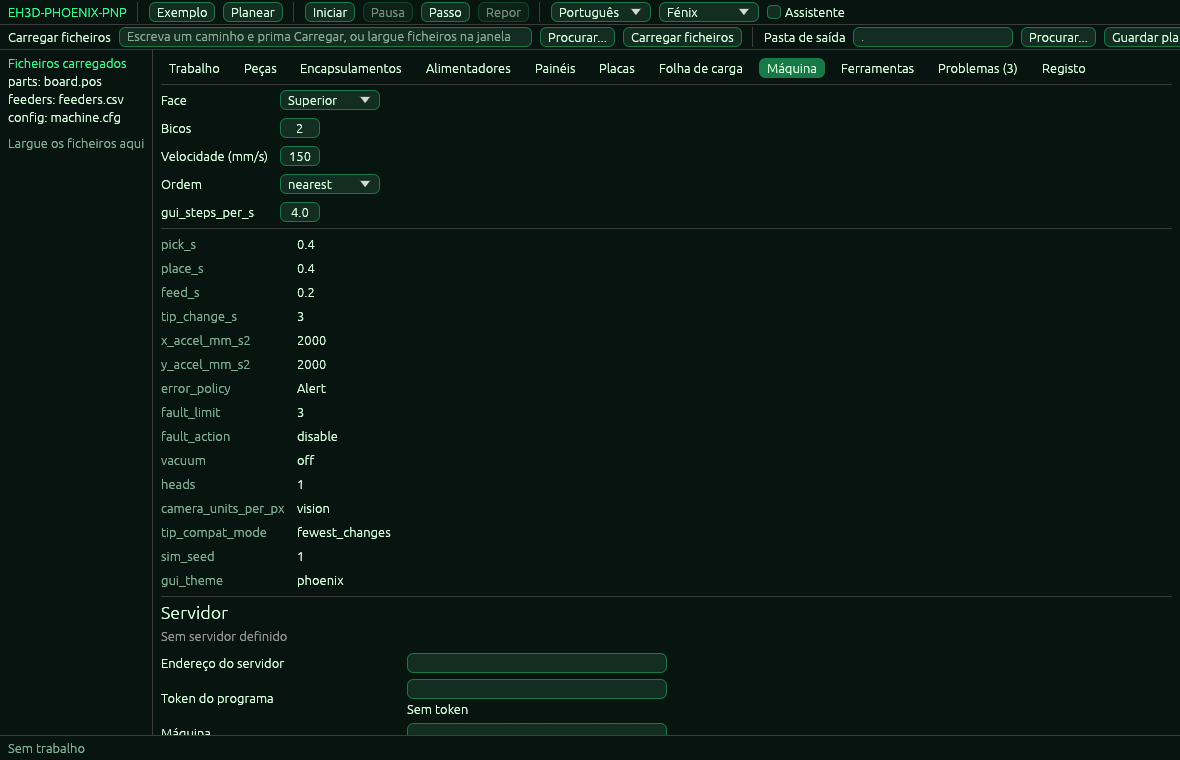 EH3D-PHOENIX-PNP Exemplo Planear Iniciar Pausa Passo Repor Português Fénix Assistente
Carregar ficheiros Escreva um caminho e prima Carregar, ou largue ficheiros na janela Procurar... Carregar ficheiros Pasta de saída . Procurar... Guardar pla
Ficheiros carregados
parts: board.pos
feeders: feeders.csv
config: machine.cfg
Largue os ficheiros aqui
Trabalho Peças Encapsulamentos Alimentadores Painéis Placas Folha de carga Máquina Ferramentas Problemas (3) Registo
Face Superior
Bicos 2
Velocidade (mm/s) 150
Ordem nearest
gui_steps_per_s 4.0
pick_s 0.4
place_s 0.4
feed_s 0.2
tip_change_s 3
x_accel_mm_s2 2000
y_accel_mm_s2 2000
error_policy Alert
fault_limit 3
fault_action disable
vacuum off
heads 1
camera_units_per_px vision
tip_compat_mode fewest_changes
sim_seed 1
gui_theme phoenix
Servidor
Sem servidor definido
Endereço do servidor
Token do programa
Sem token
Máquina
Sem trabalho